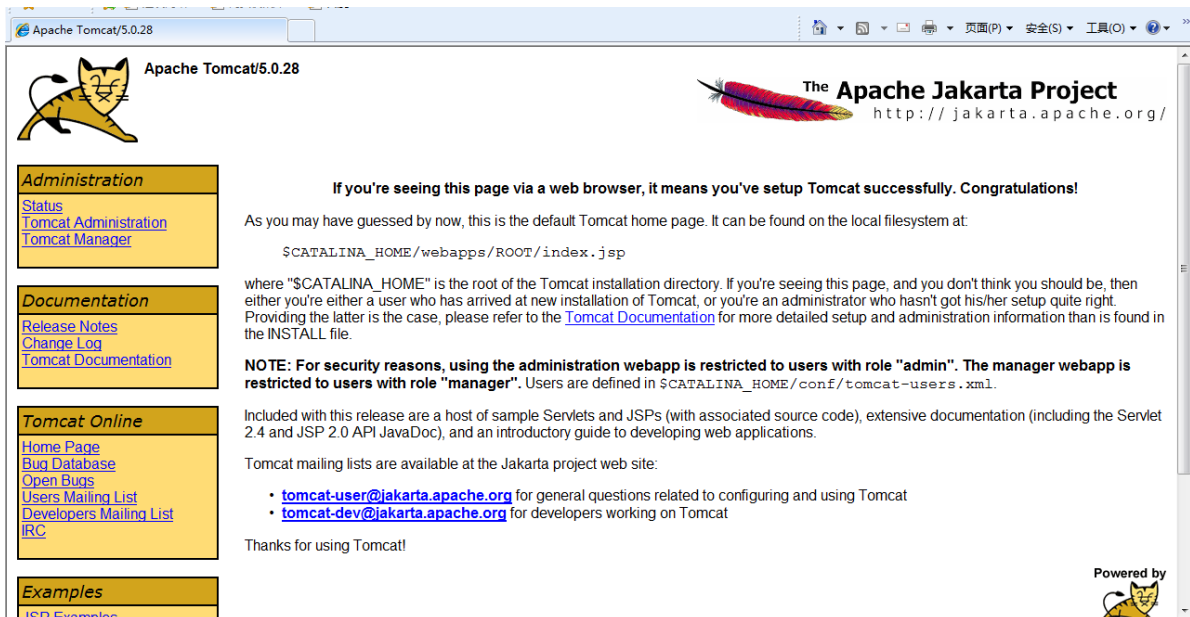 Apache Tomcat/5.0.28
页面(P)
安全(S)
工具(O)
Apache Tomcat/5.0.28
The Apache Jakarta Project
http://jakarta.apache.org/
Administration
Status
Tomcat Administration
Tomcat Manager
Documentation
Release Notes
Change Log
Tomcat Documentation
Tomcat Online
Home Page
Bug Database
Open Bugs
Users Mailing List
Developers Mailing List
IRC
Examples
JSP Examples
If you're seeing this page via a web browser, it means you've setup Tomcat successfully. Congratulations!
As you may have guessed by now, this is the default Tomcat home page. It can be found on the local filesystem at:
$CATALINA_HOME/webapps/ROOT/index.jsp
where "$CATALINA_HOME" is the root of the Tomcat installation directory. If you're seeing this page, and you don't think you should be, then
either you're either a user who has arrived at new installation of Tomcat, or you're an administrator who hasn't got his/her setup quite right.
Providing the latter is the case, please refer to the Tomcat Documentation for more detailed setup and administration information than is found in
the INSTALL file.
NOTE: For security reasons, using the administration webapp is restricted to users with role "admin". The manager webapp is
restricted to users with role "manager". Users are defined in $CATALINA_HOME/conf/tomcat-users.xml.
Included with this release are a host of sample Servlets and JSPs (with associated source code), extensive documentation (including the Servlet
2.4 and JSP 2.0 API JavaDoc), and an introductory guide to developing web applications.
Tomcat mailing lists are available at the Jakarta project web site:
• tomcat-user@jakarta.apache.org for general questions related to configuring and using Tomcat
• tomcat-dev@jakarta.apache.org for developers working on Tomcat
Thanks for using Tomcat!
Powered by